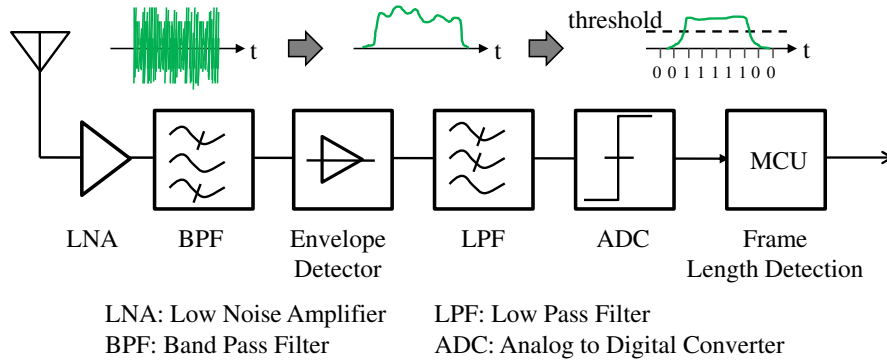 t
t
threshold
t
0 0 1 1 1 1 1 1 0 0
MCU
LNA
BPF
Envelope
Detector
LPF
ADC
Frame
Length Detection
LNA: Low Noise Amplifier
LPF: Low Pass Filter
BPF: Band Pass Filter
ADC: Analog to Digital Converter